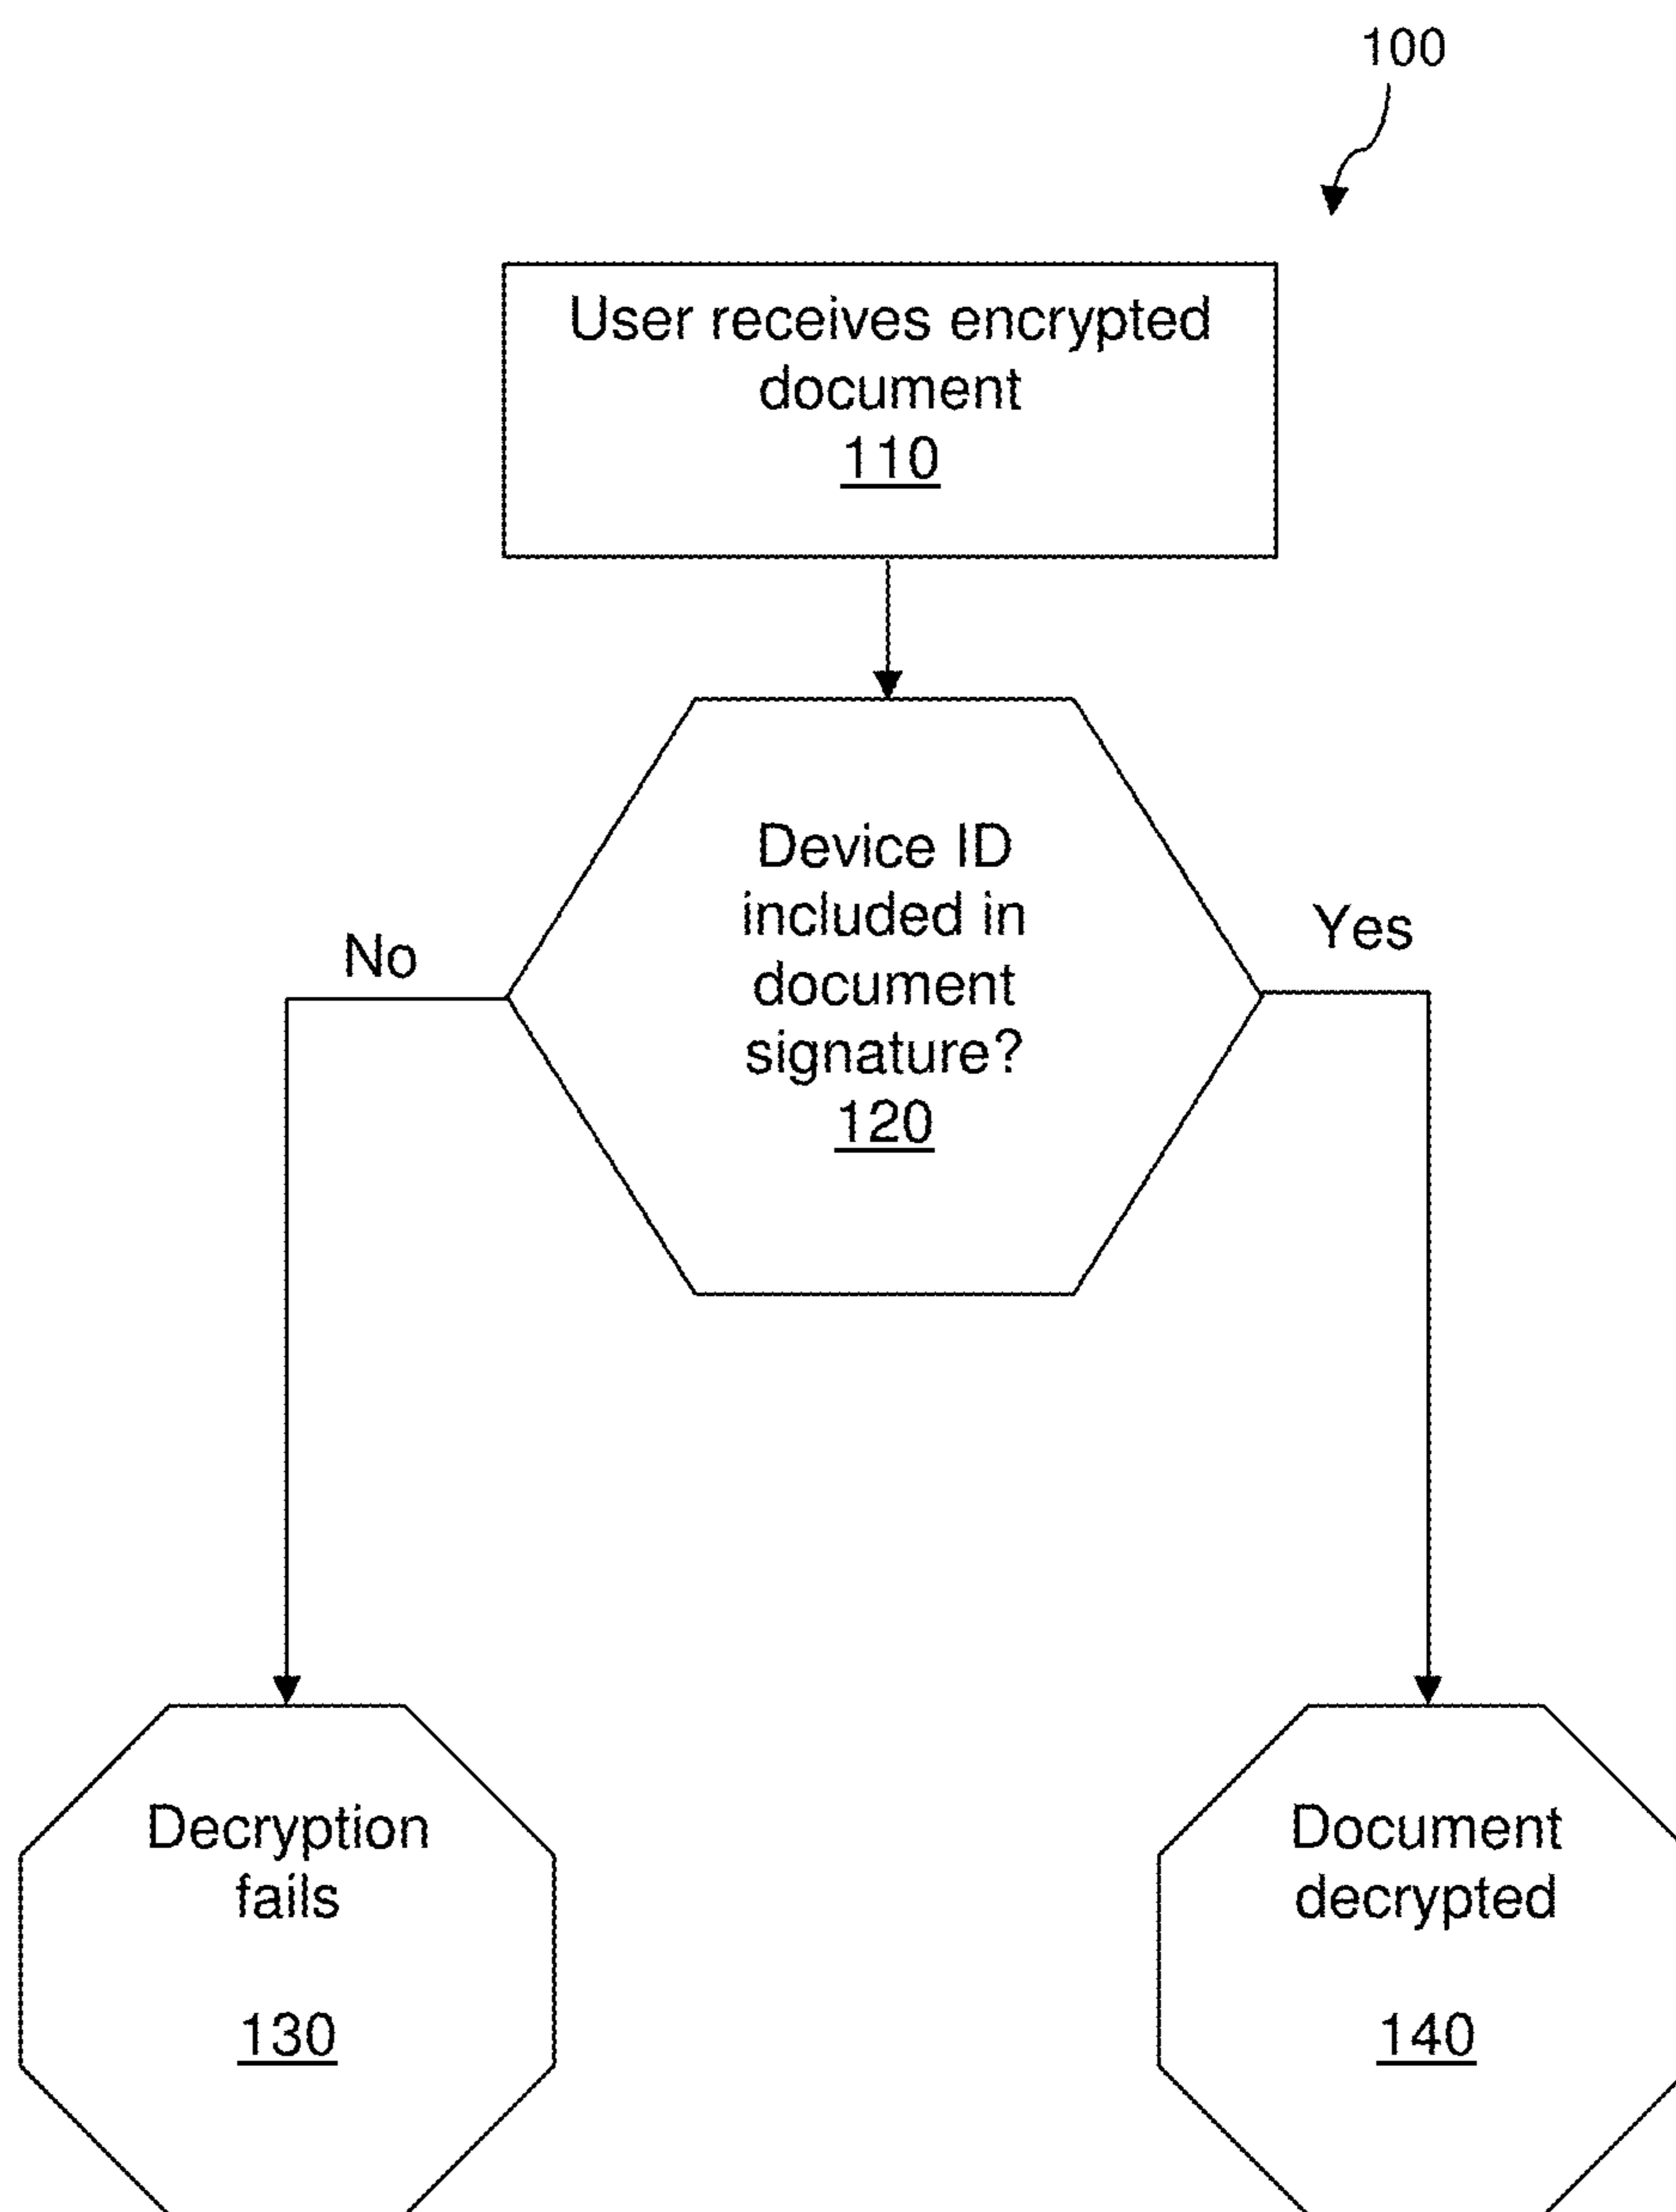 100
User receives encrypted
document
110
Device ID
included in
document
signature?
120
No
Yes
Decryption
fails
130
Document
decrypted
140